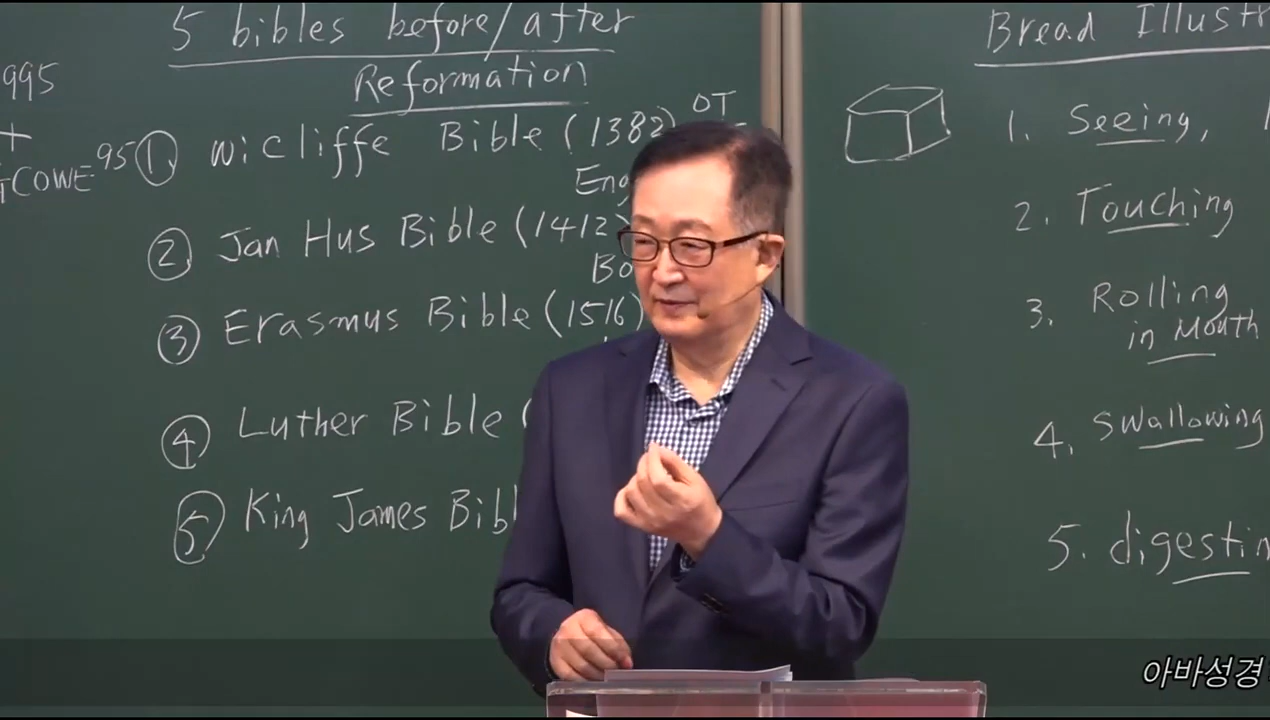 5 bibles before/after
Reformation
995
+
COWE 95
① Wicliffe Bible (1382) OT
Eng
② Jan Hus Bible (1412)
Bo
③ Erasmus Bible (1516)
④ Luther Bible (
⑤ King James Bibl
Bread Illustr
1. Seeing,
2. Touching
3. Rolling
in Mouth
4. Swallowing
5. digestin
아바성경